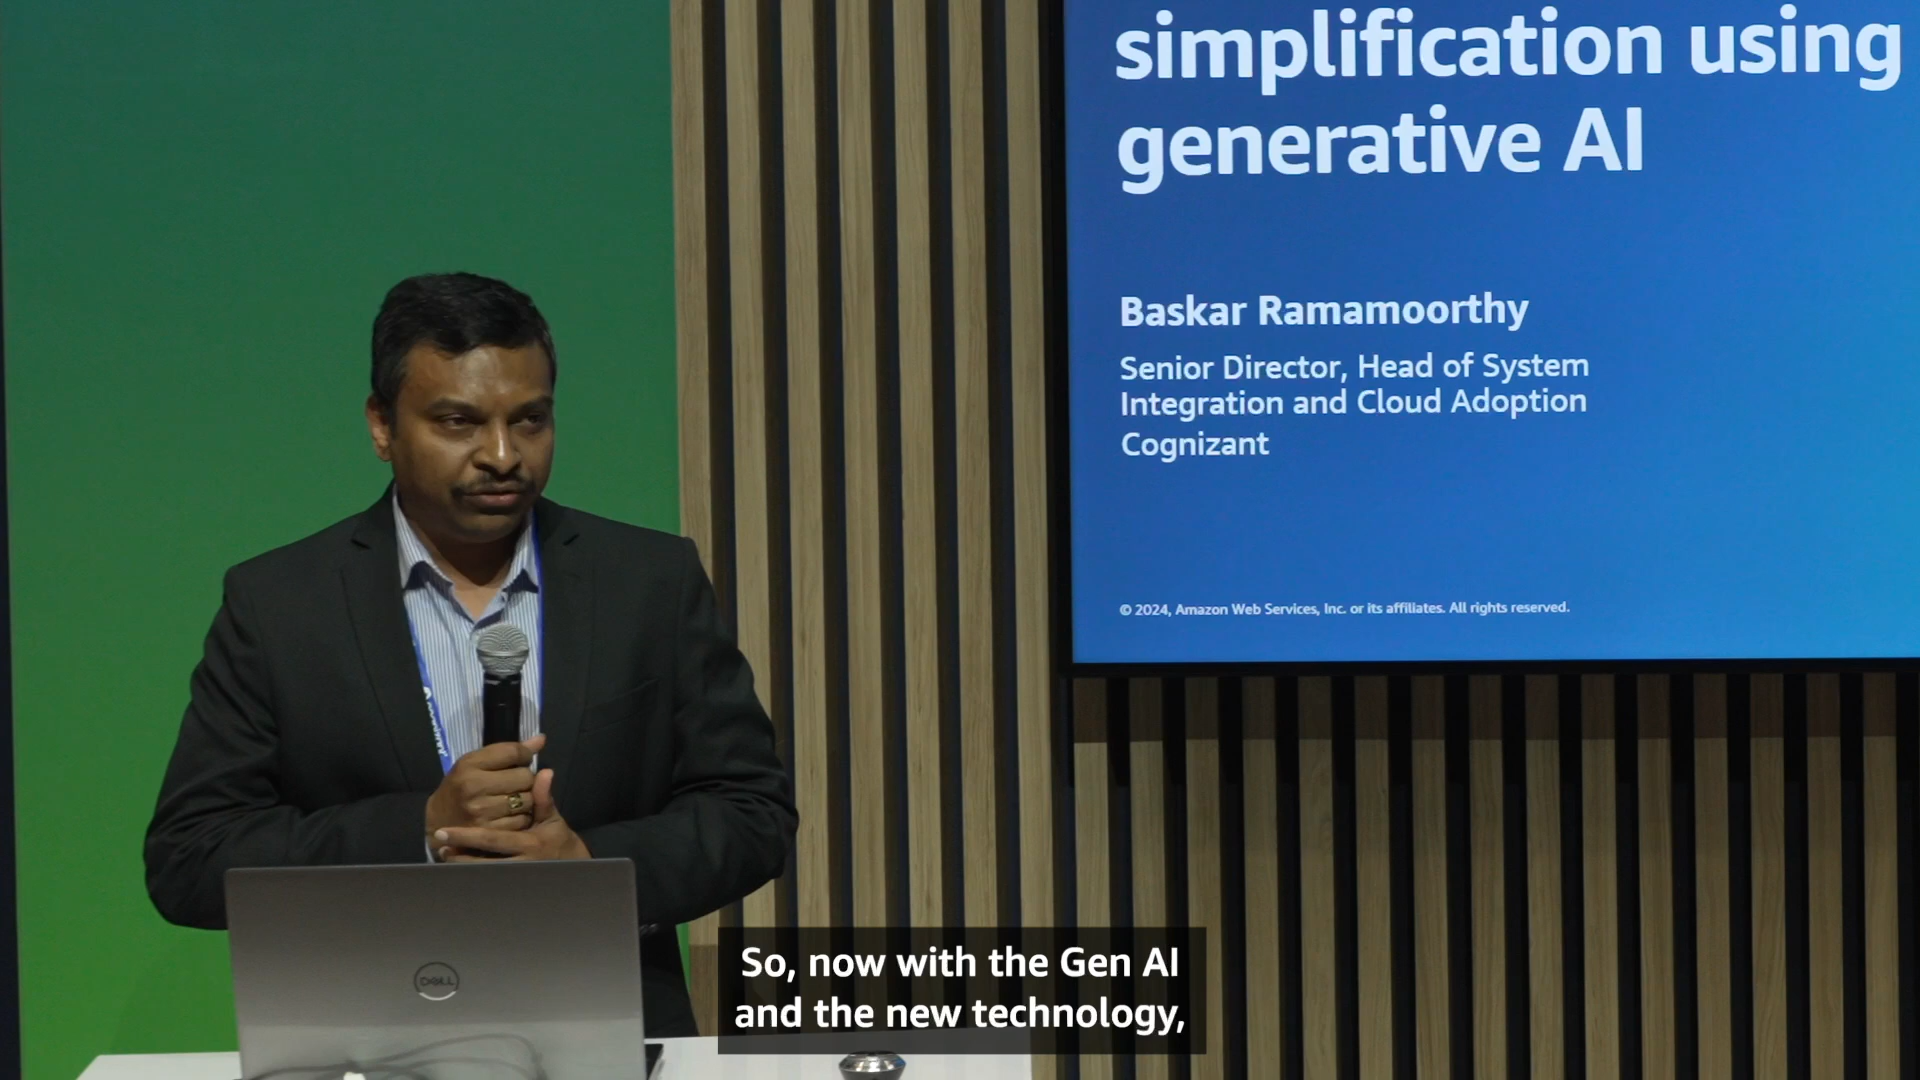 simplification using
generative AI
Baskar Ramamoorthy
Senior Director, Head of System
Integration and Cloud Adoption
Cognizant
© 2024, Amazon Web Services, Inc. or its affiliates. All rights reserved.
DELL
So, now with the Gen AI
and the new technology,